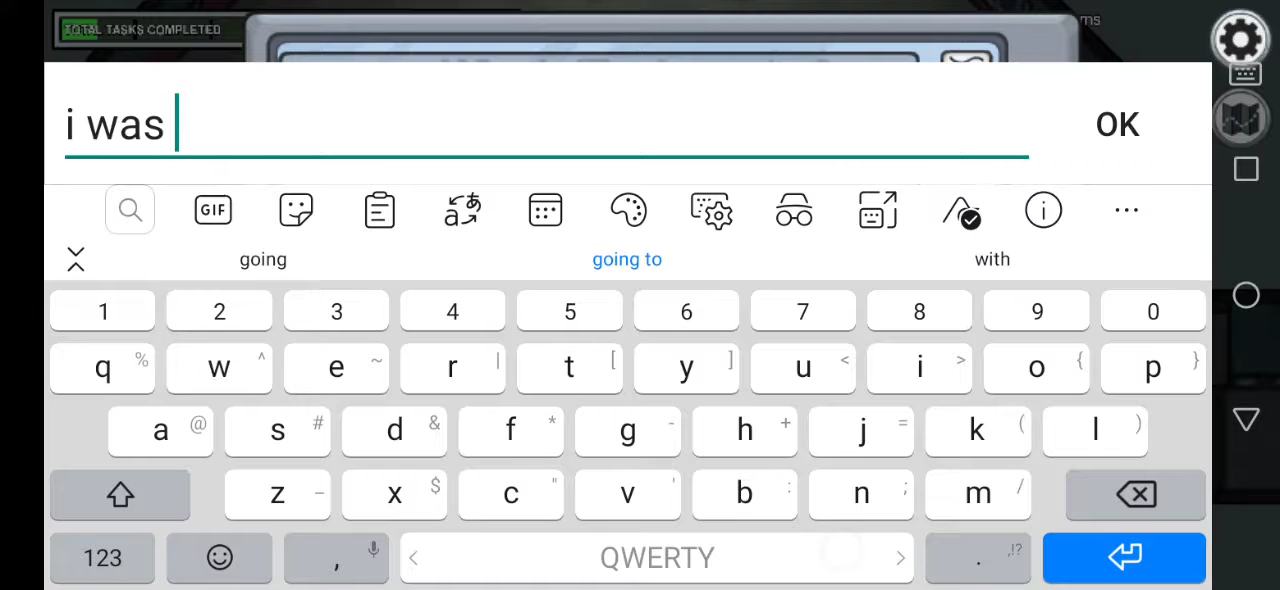 TOTAL TASKS COMPLETED
ms
i was
OK
GIF
going going to with
1 2 3 4 5 6 7 8 9 0
q % w ^ e ~ r | t [ y ] u < i > o { p }
a @ s # d & f * g - h + j = k ( l )
z _ x $ c " v ' b : n ; m /
123 , < QWERTY > . ,!?